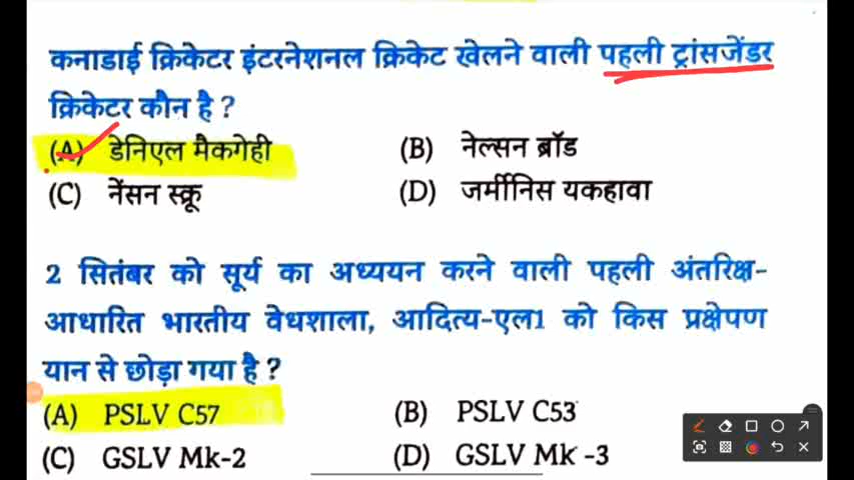 कनाडाई क्रिकेटर इंटरनेशनल क्रिकेट खेलने वाली पहली ट्रांसजेंडर
क्रिकेटर कौन है ?
(A) डेनिएल मैकगेही (B) नेल्सन ब्रॉड
(C) नेंसन स्क्रू (D) जर्मीनिस यकहावा
2 सितंबर को सूर्य का अध्ययन करने वाली पहली अंतरिक्ष-
आधारित भारतीय वेधशाला, आदित्य-एल1 को किस प्रक्षेपण
यान से छोड़ा गया है ?
(A) PSLV C57 (B) PSLV C53
(C) GSLV Mk-2 (D) GSLV Mk -3